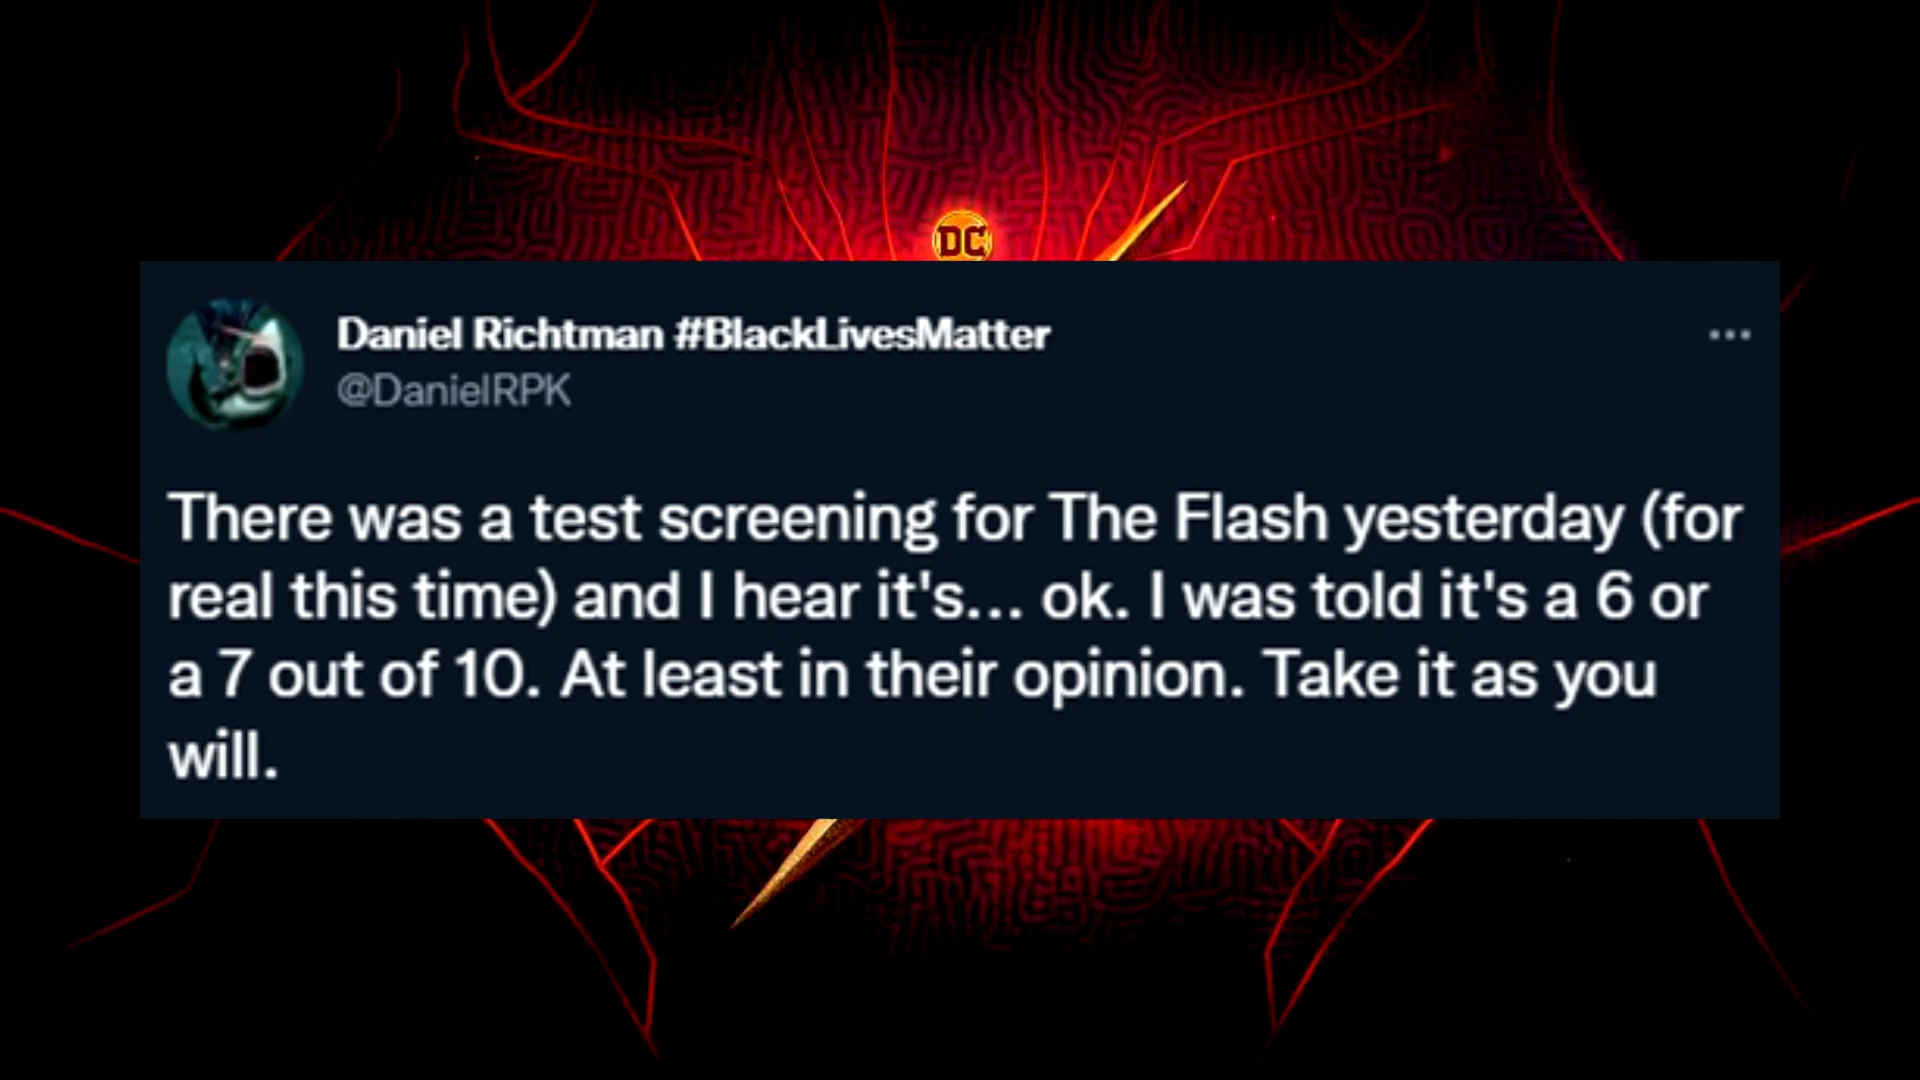 DC
Daniel Richtman #BlackLivesMatter
@DanielRPK
There was a test screening for The Flash yesterday (for
real this time) and I hear it's... ok. I was told it's a 6 or
a 7 out of 10. At least in their opinion. Take it as you
will.